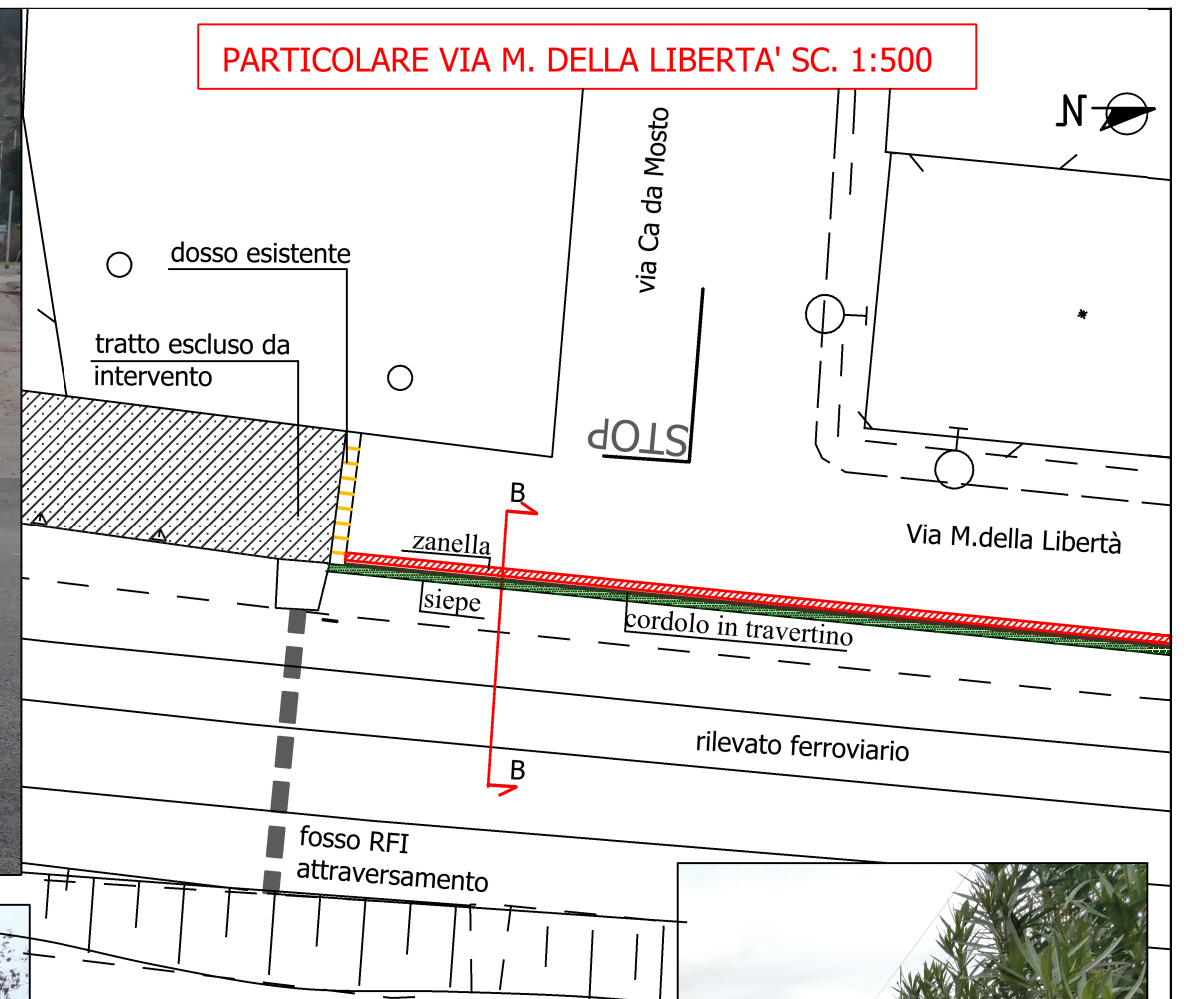 PARTICOLARE VIA M. DELLA LIBERTA' SC. 1:500
N
via Ca da Mosto
dosso esistente
tratto escluso da
intervento
STOP
B
Via M.della Libertà
zanella
siepe
cordolo in travertino
rilevato ferroviario
B
fosso RFI
attraversamento